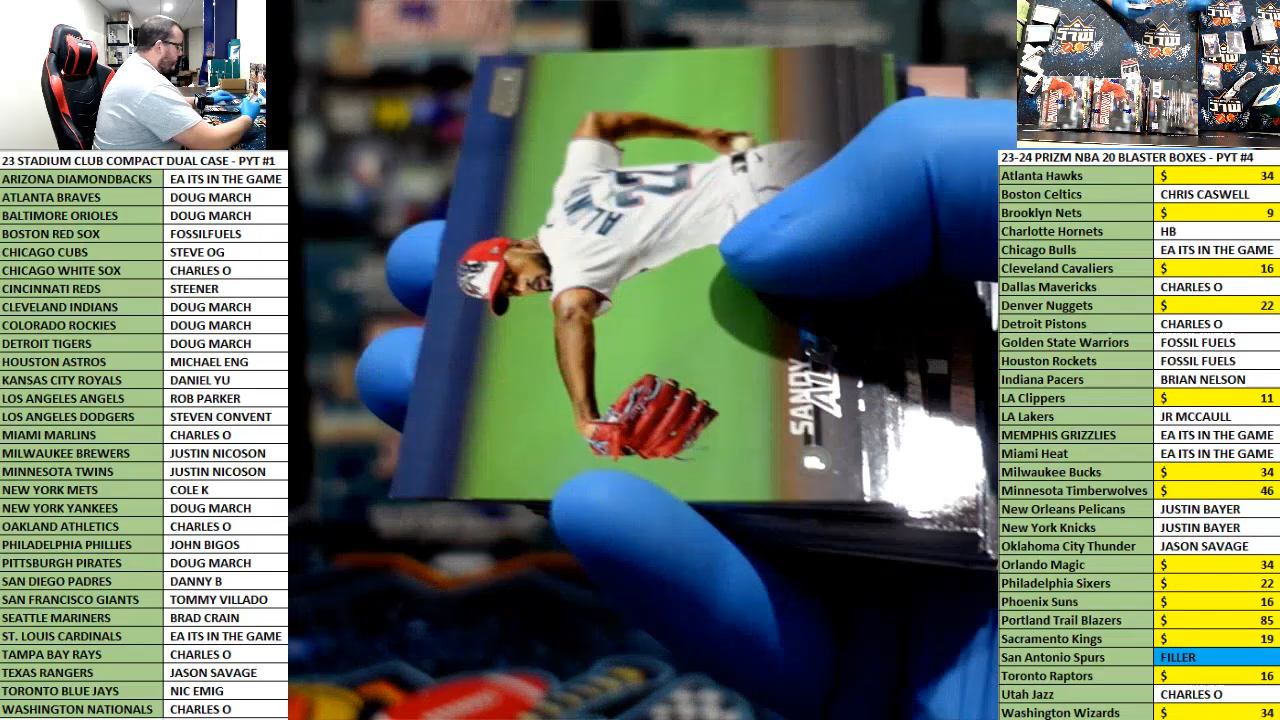 23 STADIUM CLUB COMPACT DUAL CASE - PYT #1
ARIZONA DIAMONDBACKS EA ITS IN THE GAME
ATLANTA BRAVES DOUG MARCH
BALTIMORE ORIOLES DOUG MARCH
BOSTON RED SOX FOSSILFUELS
CHICAGO CUBS STEVE OG
CHICAGO WHITE SOX CHARLES O
CINCINNATI REDS STEENER
CLEVELAND INDIANS DOUG MARCH
COLORADO ROCKIES DOUG MARCH
DETROIT TIGERS DOUG MARCH
HOUSTON ASTROS MICHAEL ENG
KANSAS CITY ROYALS DANIEL YU
LOS ANGELES ANGELS ROB PARKER
LOS ANGELES DODGERS STEVEN CONVENT
MIAMI MARLINS CHARLES O
MILWAUKEE BREWERS JUSTIN NICOSON
MINNESOTA TWINS JUSTIN NICOSON
NEW YORK METS COLE K
NEW YORK YANKEES DOUG MARCH
OAKLAND ATHLETICS CHARLES O
PHILADELPHIA PHILLIES JOHN BIGOS
PITTSBURGH PIRATES DOUG MARCH
SAN DIEGO PADRES DANNY B
SAN FRANCISCO GIANTS TOMMY VILLADO
SEATTLE MARINERS BRAD CRAIN
ST. LOUIS CARDINALS EA ITS IN THE GAME
TAMPA BAY RAYS CHARLES O
TEXAS RANGERS JASON SAVAGE
TORONTO BLUE JAYS NIC EMIG
WASHINGTON NATIONALS CHARLES O
SANDY
23-24 PRIZM NBA 20 BLASTER BOXES - PYT #4
Atlanta Hawks $ 34
Boston Celtics CHRIS CASWELL
Brooklyn Nets $ 9
Charlotte Hornets HB
Chicago Bulls EA ITS IN THE GAME
Cleveland Cavaliers $ 16
Dallas Mavericks CHARLES O
Denver Nuggets $ 22
Detroit Pistons CHARLES O
Golden State Warriors FOSSIL FUELS
Houston Rockets FOSSIL FUELS
Indiana Pacers BRIAN NELSON
LA Clippers $ 11
LA Lakers JR MCCAULL
MEMPHIS GRIZZLIES EA ITS IN THE GAME
Miami Heat EA ITS IN THE GAME
Milwaukee Bucks $ 34
Minnesota Timberwolves $ 46
New Orleans Pelicans JUSTIN BAYER
New York Knicks JUSTIN BAYER
Oklahoma City Thunder JASON SAVAGE
Orlando Magic $ 34
Philadelphia Sixers $ 22
Phoenix Suns $ 16
Portland Trail Blazers $ 85
Sacramento Kings $ 19
San Antonio Spurs FILLER
Toronto Raptors $ 16
Utah Jazz CHARLES O
Washington Wizards $ 34